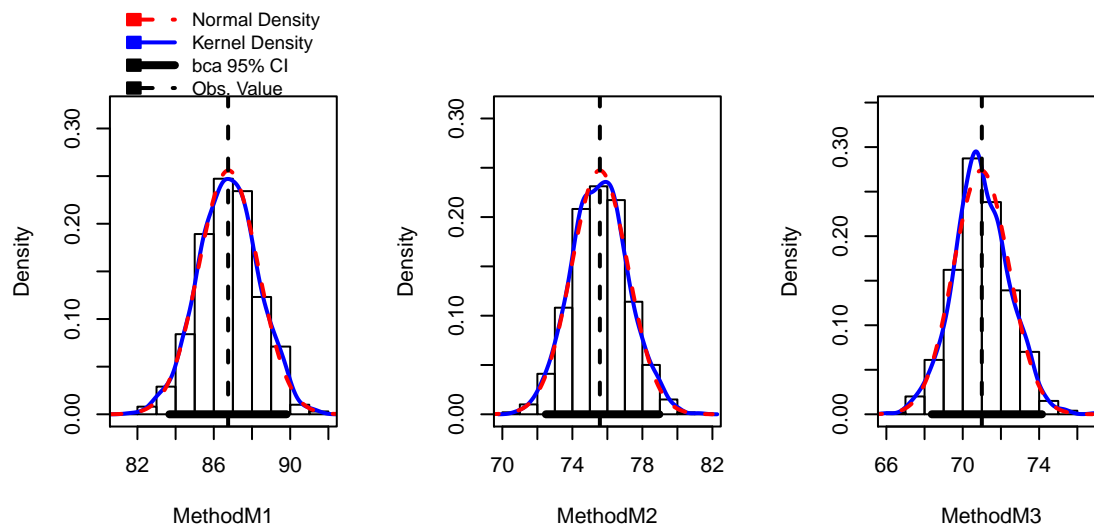 Normal Density
Kernel Density
bca 95% CI
Obs. Value
Density
0.00 0.10 0.20 0.30
82 86 90
MethodM1
Density
0.00 0.10 0.20 0.30
70 74 78 82
MethodM2
Density
0.00 0.10 0.20 0.30
66 70 74
MethodM3